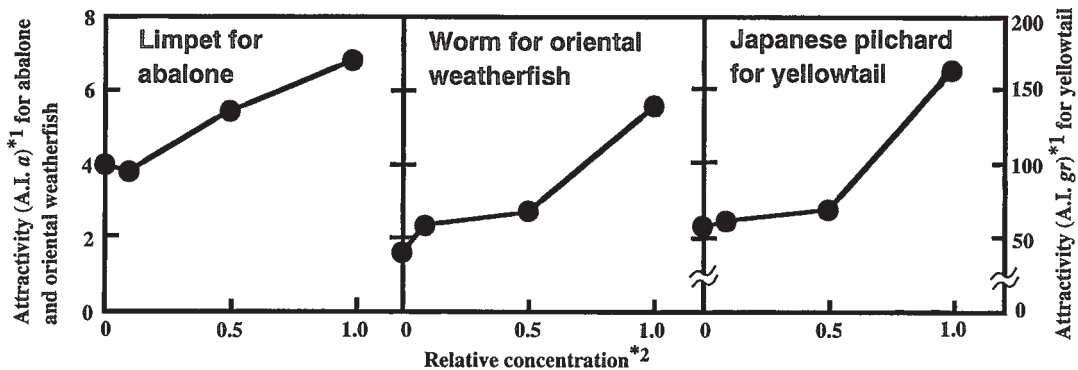 Attractivity (A.I. a)*1 for abalone
and oriental weatherfish
8
6
4
2
0
Limpet for
abalone
Worm for oriental
weatherfish
Japanese pilchard
for yellowtail
200
150
100
50
0
Attractivity (A.I. gr)*1 for yellowtail
0 0.5 1.0 0 0.5 1.0 0 0.5 1.0
Relative concentration*2